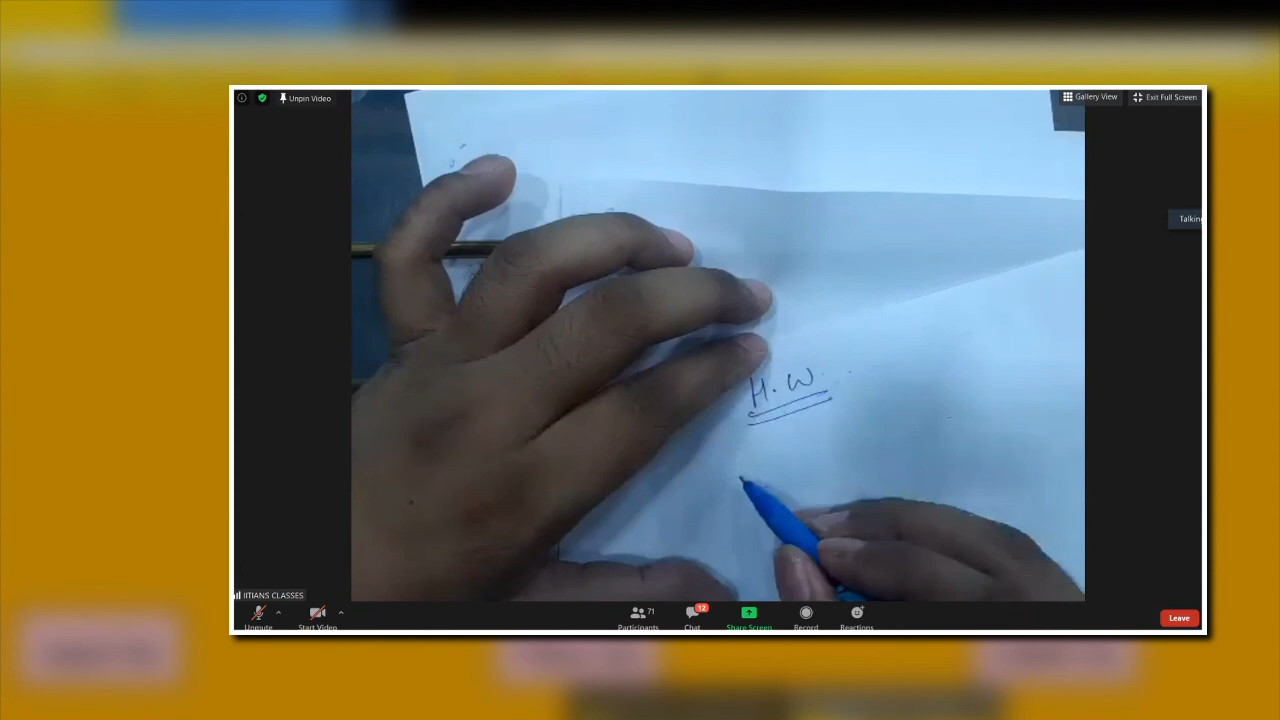 Unpin Video
Gallery View
Exit Full Screen
H.W.
IITIANS CLASSES
Unmute
Start Video
Participants
71
Chat
12
Share Screen
Record
Reactions
Leave